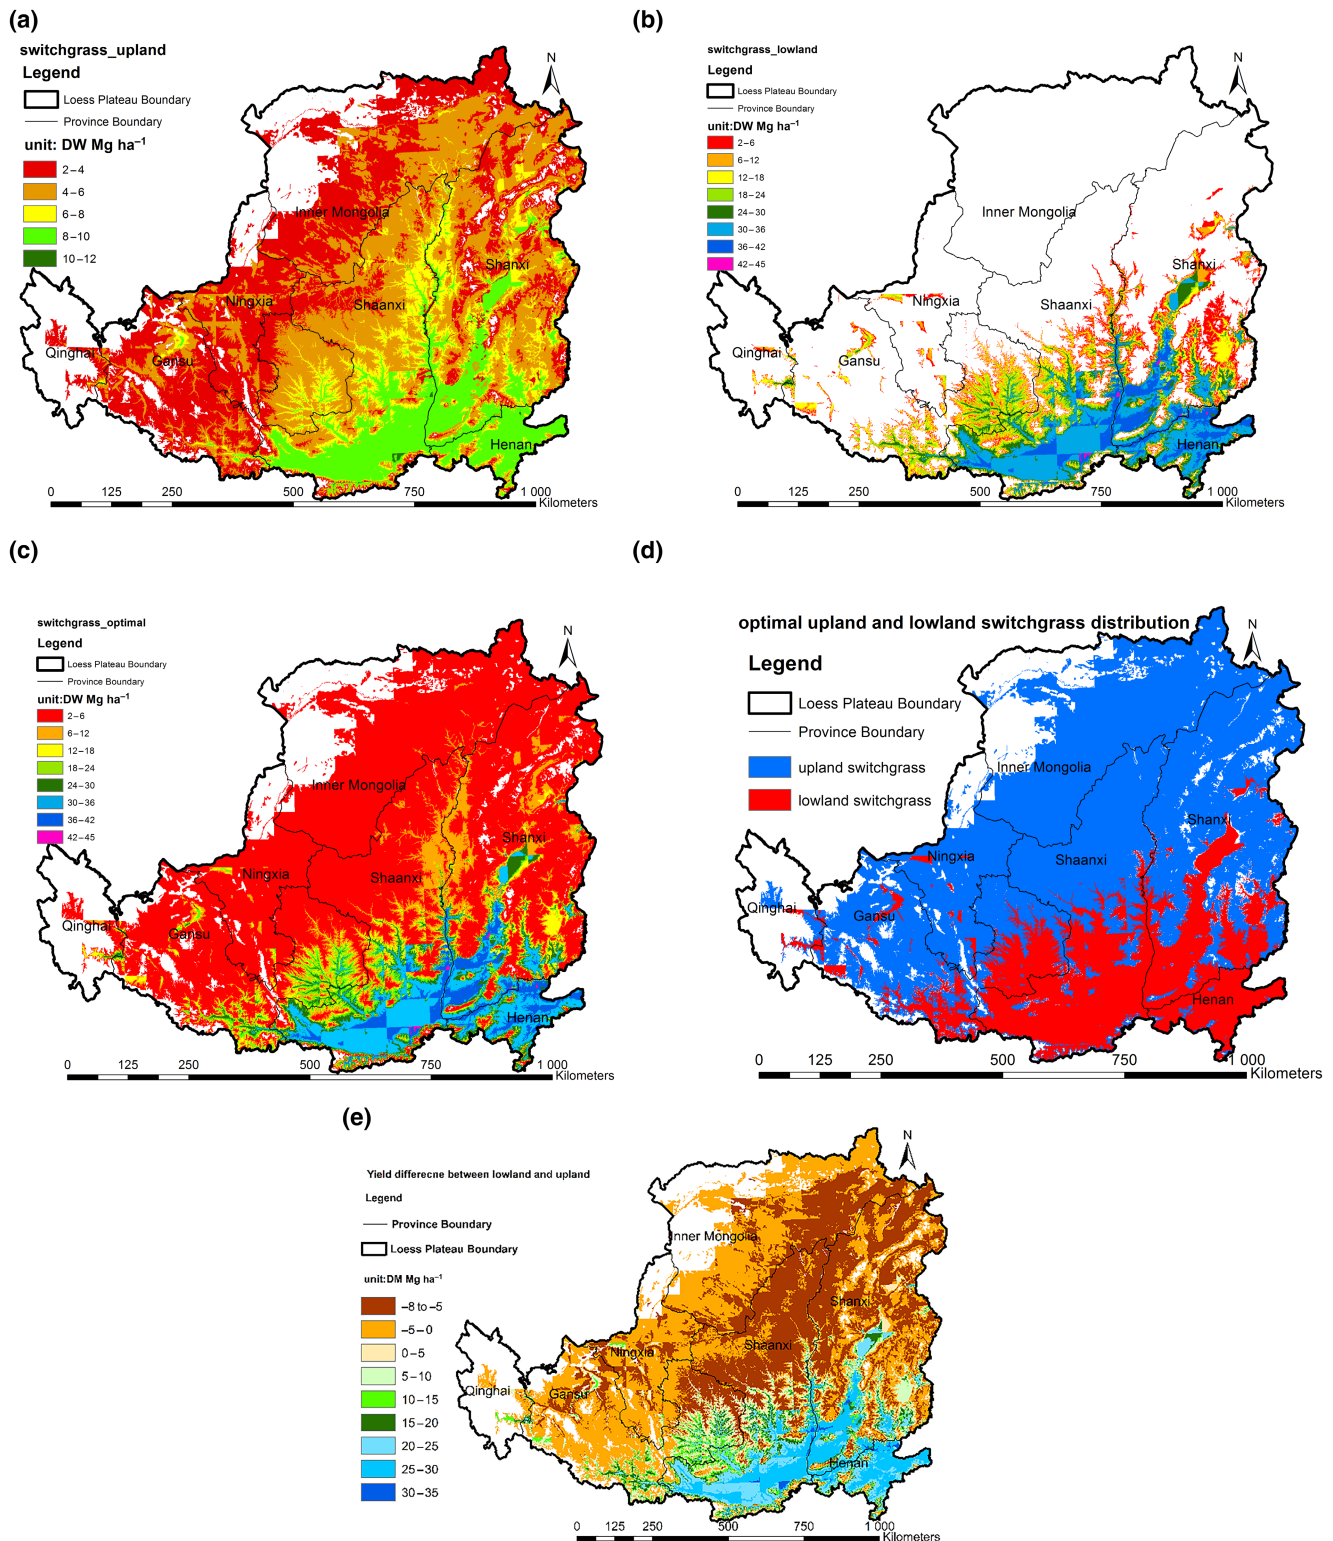 (a)
switchgrass_upland
Legend
Loess Plateau Boundary
Province Boundary
unit: DW Mg ha⁻¹
2–4
4–6
6–8
8–10
10–12
N
Inner Mongolia
Shanxi
Ningxia
Shaanxi
Qinghai
Gansu
Henan
0 125 250 500 750 1 000
Kilometers
(b)
switchgrass_lowland
Legend
Loess Plateau Boundary
Province Boundary
unit:DW Mg ha⁻¹
2–6
6–12
12–18
18–24
24–30
30–36
36–42
42–45
N
Inner Mongolia
Shanxi
Ningxia
Shaanxi
Qinghai
Gansu
Henan
0 125 250 500 750 1 000
Kilometers
(c)
switchgrass_optimal
Legend
Loess Plateau Boundary
Province Boundary
unit:DW Mg ha⁻¹
2–6
6–12
12–18
18–24
24–30
30–36
36–42
42–45
N
Inner Mongolia
Shanxi
Ningxia
Shaanxi
Qinghai
Gansu
Henan
0 125 250 500 750 1 000
Kilometers
(d)
optimal upland and lowland switchgrass distribution
Legend
Loess Plateau Boundary
Province Boundary
upland switchgrass
lowland switchgrass
N
Inner Mongolia
Shanxi
Ningxia
Shaanxi
Qinghai
Gansu
Henan
0 125 250 500 750 1 000
Kilometers
(e)
Yield differecne between lowland and upland
Legend
Province Boundary
Loess Plateau Boundary
unit:DM Mg ha⁻¹
–8 to –5
–5–0
0–5
5–10
10–15
15–20
20–25
25–30
30–35
N
Inner Mongolia
Shanxi
Shaanxi
Ningxia
Qinghai
Gansu
Henan
0 125 250 500 750 1 000
Kilometers